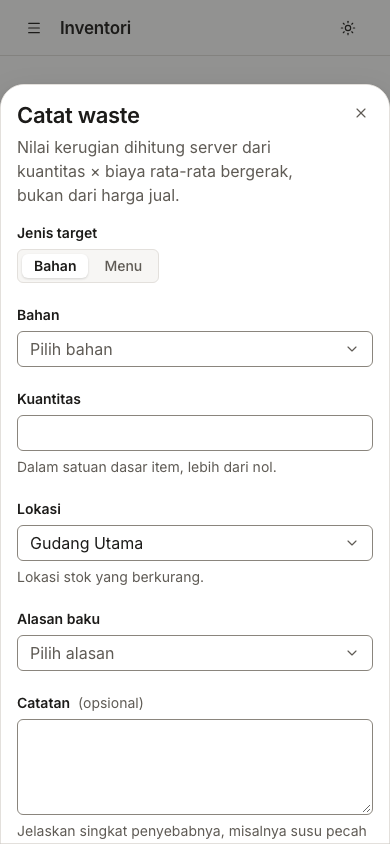 Inventori
Catat waste
Nilai kerugian dihitung server dari
kuantitas × biaya rata-rata bergerak,
bukan dari harga jual.
Jenis target
Bahan Menu
Bahan
Pilih bahan
Kuantitas
Dalam satuan dasar item, lebih dari nol.
Lokasi
Gudang Utama
Lokasi stok yang berkurang.
Alasan baku
Pilih alasan
Catatan (opsional)
Jelaskan singkat penyebabnya, misalnya susu pecah